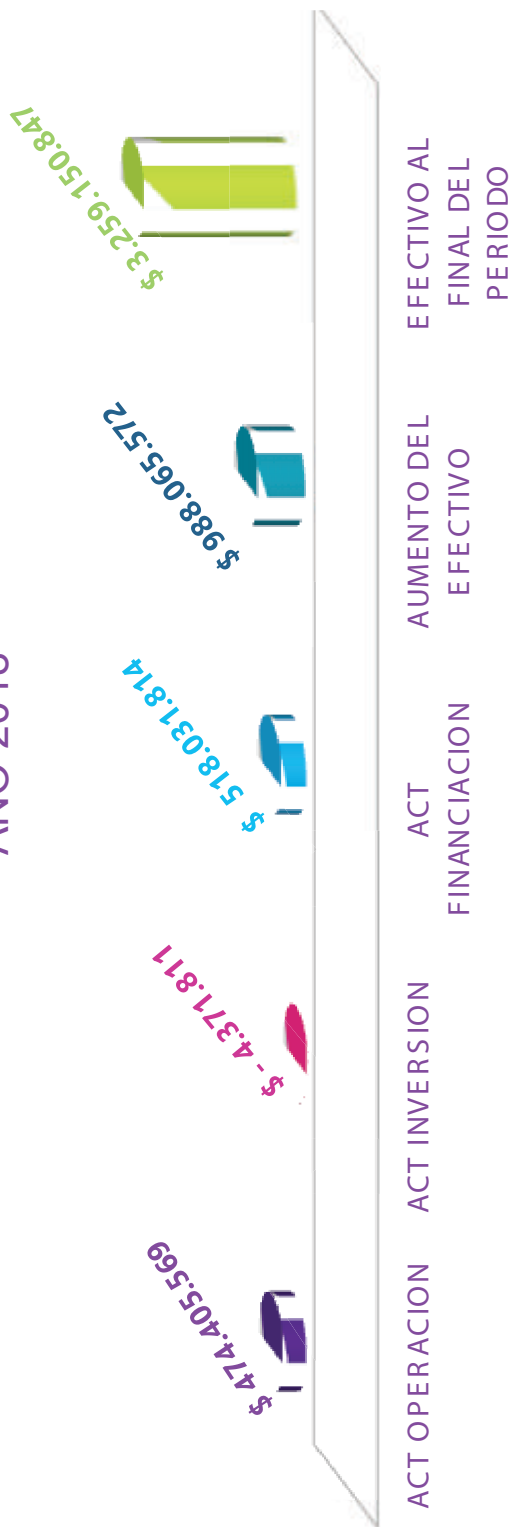 $ 474.405.569
$ - 4.371.811
$ 518.031.814
$ 988.065.572
$ 3.259.150.847
ACT OPERACION
ACT INVERSION
ACT
FINANCIACION
AUMENTO DEL
EFECTIVO
EFECTIVO AL
FINAL DEL
PERIODO